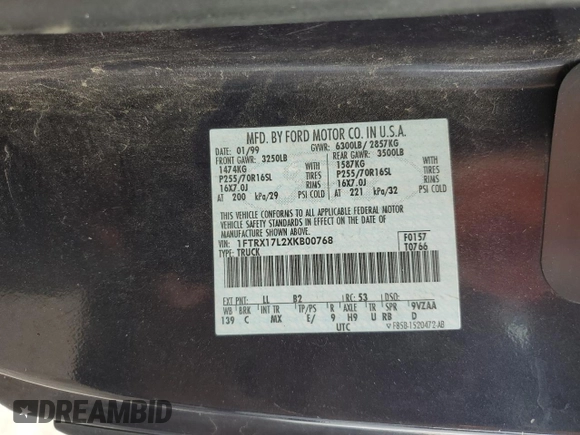 MFD. BY FORD MOTOR CO. IN U.S.A.
DATE: 01/99 GVWR: 6300LB/ 2857KG
FRONT GAWR: 3250LB REAR GAWR: 3500LB
1474KG WITH 1587KG WITH
P255/70R16SL TIRES P255/70R16SL TIRES
16X7.0J RIMS 16X7.0J RIMS
AT 200 kPa/29 PSI COLD AT 221 kPa/32 PSI COLD
THIS VEHICLE CONFORMS TO ALL APPLICABLE FEDERAL MOTOR
VEHICLE SAFETY STANDARDS IN EFFECT ON THE DATE OF
MANUFACTURE SHOWN ABOVE.
VIN: 1FTRX17L2XKB00768 F0157
TYPE: TRUCK T0766
EXT. PNT: LL B2 RC: 53 DSO:
WB BRK INT TR TP/PS R AXLE TR SPR 9VZAA
139 C MX E/ 9 H9 U RB D
UTC F85B-1520472-AB
DREAMBID